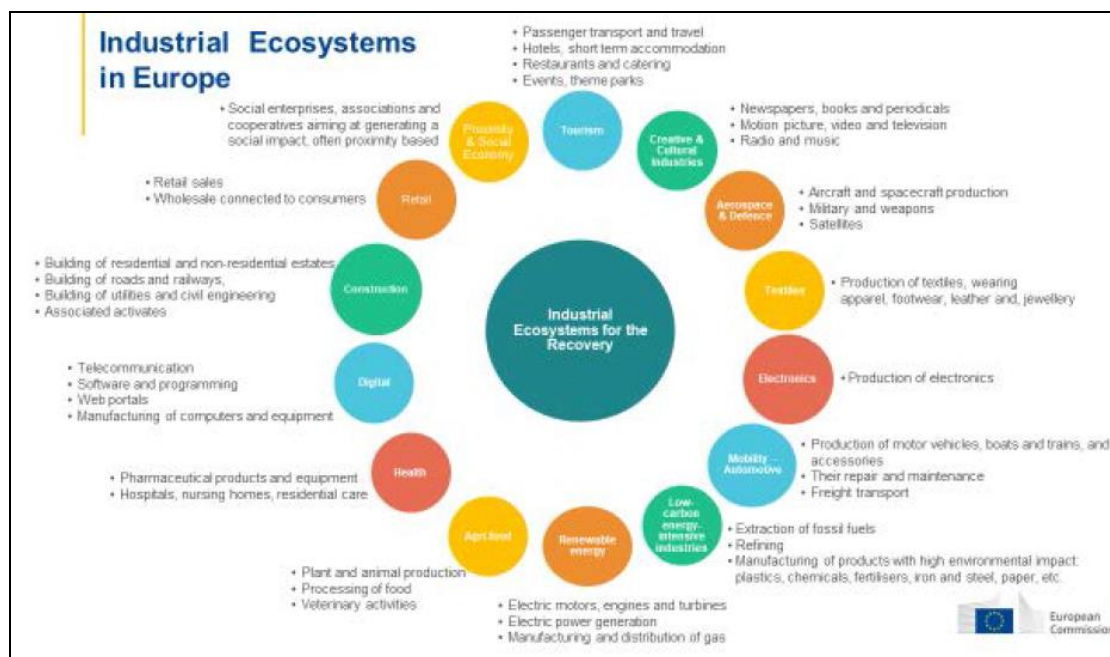 Industrial Ecosystems
in Europe
• Passenger transport and travel
• Hotels, short term accommodation
• Restaurants and catering
• Events, theme parks
Tourism
• Newspapers, books and periodicals
• Motion picture, video and television
• Radio and music
Creative &
Cultural
Industries
• Aircraft and spacecraft production
• Military and weapons
• Satellites
Aerospace
& Defence
• Production of textiles, wearing
apparel, footwear, leather and, jewellery
Textiles
• Production of electronics
Electronics
• Production of motor vehicles, boats and trains, and
accessories
• Their repair and maintenance
• Freight transport
Mobility –
Automotive
• Extraction of fossil fuels
• Refining
• Manufacturing of products with high environmental impact:
plastics, chemicals, fertilisers, iron and steel, paper, etc.
Low-
carbon
energy-
intensive
industries
• Electric motors, engines and turbines
• Electric power generation
• Manufacturing and distribution of gas
Renewable
energy
• Plant and animal production
• Processing of food
• Veterinary activities
Agri-food
• Pharmaceutical products and equipment
• Hospitals, nursing homes, residential care
Health
• Telecommunication
• Software and programming
• Web portals
• Manufacturing of computers and equipment
Digital
• Building of residential and non-residential estates
• Building of roads and railways,
• Building of utilities and civil engineering
• Associated activates
Construction
• Retail sales
• Wholesale connected to consumers
Retail
• Social enterprises, associations and
cooperatives aiming at generating a
social impact, often proximity based
Proximity
& Social
Economy
Industrial
Ecosystems for the
Recovery
European
Commission